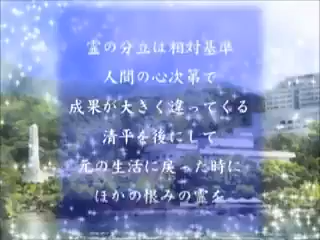 霊の分立は相対基準
人間の心次第で
成果が大きく違ってくる
清平を後にして
元の生活に戻った時に
ほかの恨みの霊を